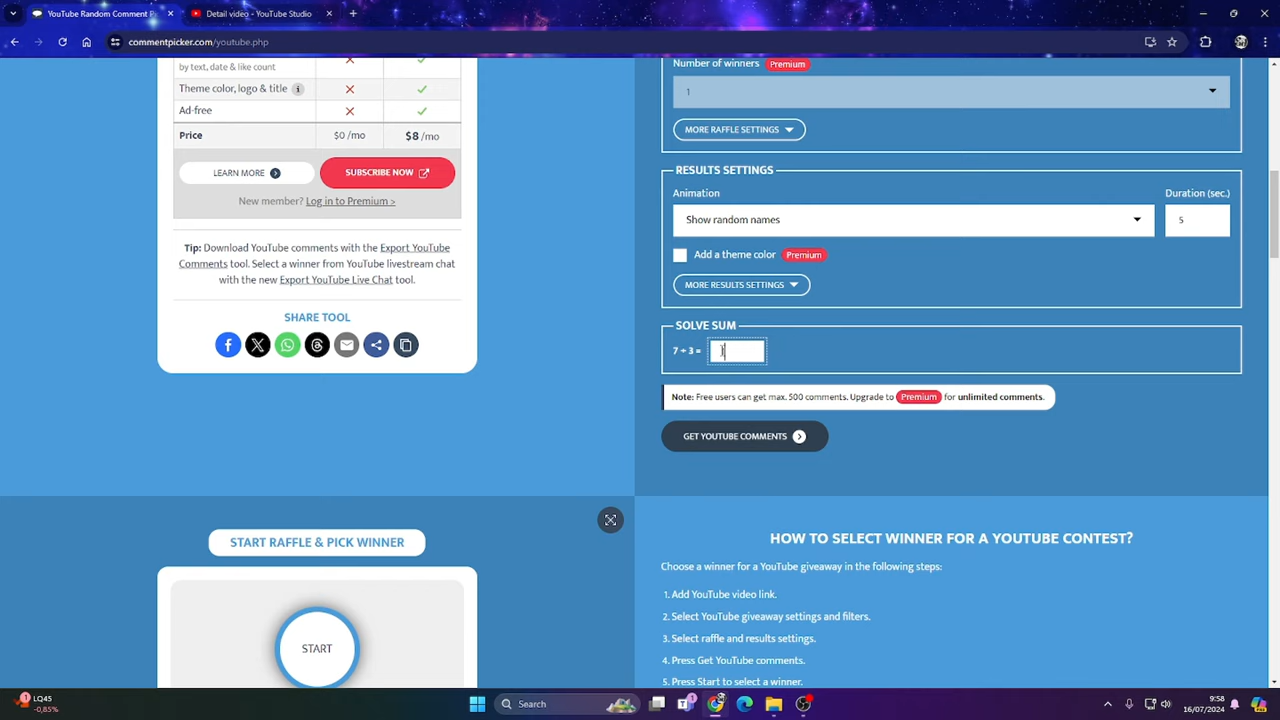 YouTube Random Comment P
Detail video - YouTube Studio
commentpicker.com/youtube.php
by text, date & like count
Theme color, logo & title
Ad-free
Price $0 /mo $8 /mo
LEARN MORE
SUBSCRIBE NOW
New member? Log in to Premium >
Tip: Download YouTube comments with the Export YouTube
Comments tool. Select a winner from YouTube livestream chat
with the new Export YouTube Live Chat tool.
SHARE TOOL
START RAFFLE & PICK WINNER
START
Number of winners Premium
1
MORE RAFFLE SETTINGS
RESULTS SETTINGS
Animation Duration (sec.)
Show random names 5
Add a theme color Premium
MORE RESULTS SETTINGS
SOLVE SUM
7 + 3 =
Note: Free users can get max. 500 comments. Upgrade to Premium for unlimited comments.
GET YOUTUBE COMMENTS
HOW TO SELECT WINNER FOR A YOUTUBE CONTEST?
Choose a winner for a YouTube giveaway in the following steps:
1. Add YouTube video link.
2. Select YouTube giveaway settings and filters.
3. Select raffle and results settings.
4. Press Get YouTube comments.
5. Press Start to select a winner.
1
LQ45
-0,85%
Search
1
9:58
16/07/2024